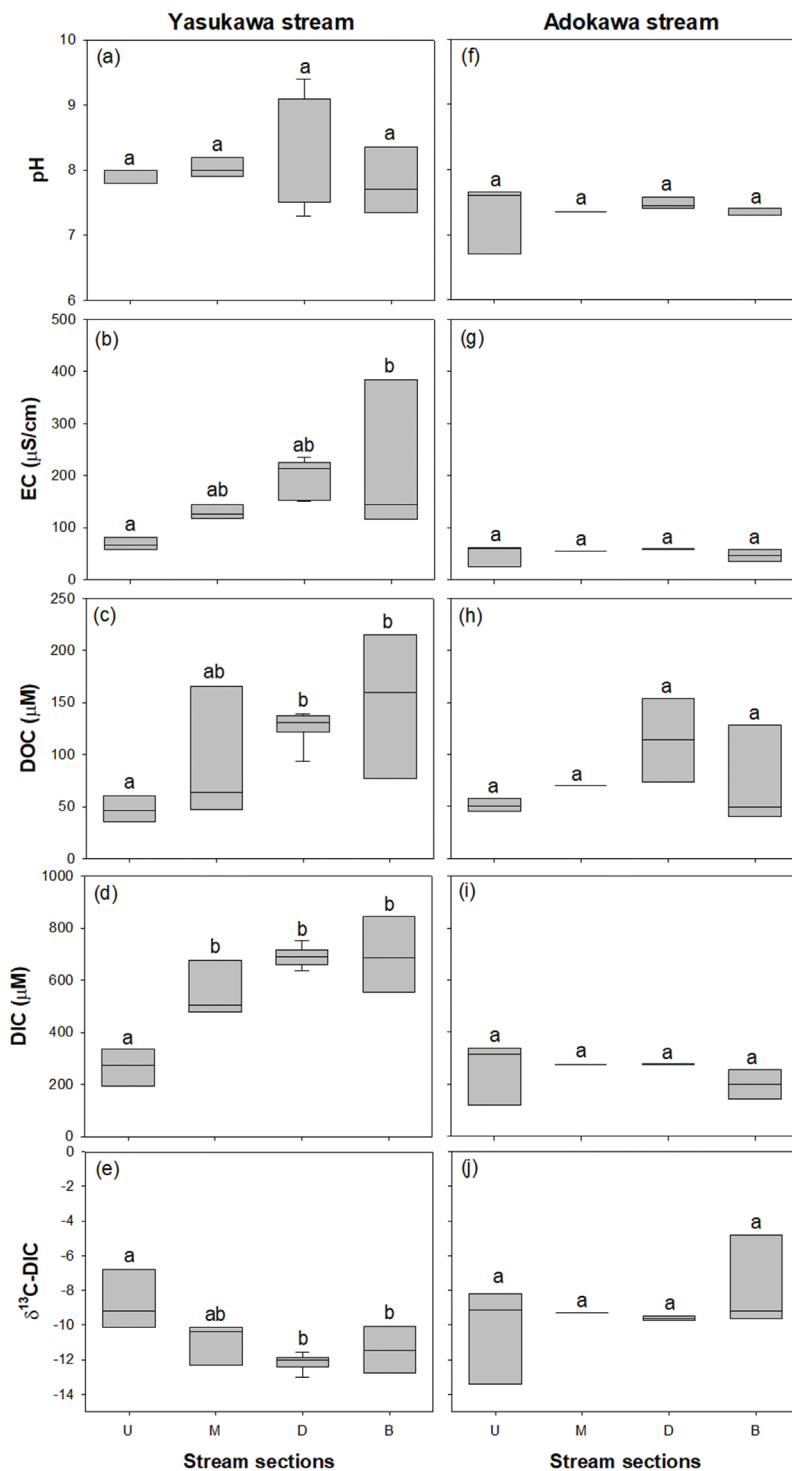 Yasukawa stream
Adokawa stream
(a)
a
a
a
a
10
9
8
7
6
pH
(f)
a
a
a
a
(b)
a
ab
ab
b
500
400
300
200
100
0
EC (µS/cm)
(g)
a
a
a
a
(c)
a
ab
b
b
250
200
150
100
50
0
DOC (µM)
(h)
a
a
a
a
(d)
a
b
b
b
1000
800
600
400
200
0
DIC (µM)
(i)
a
a
a
a
(e)
a
ab
b
b
0
-2
-4
-6
-8
-10
-12
-14
δ¹³C-DIC
(j)
a
a
a
a
U M D B
U M D B
Stream sections
Stream sections